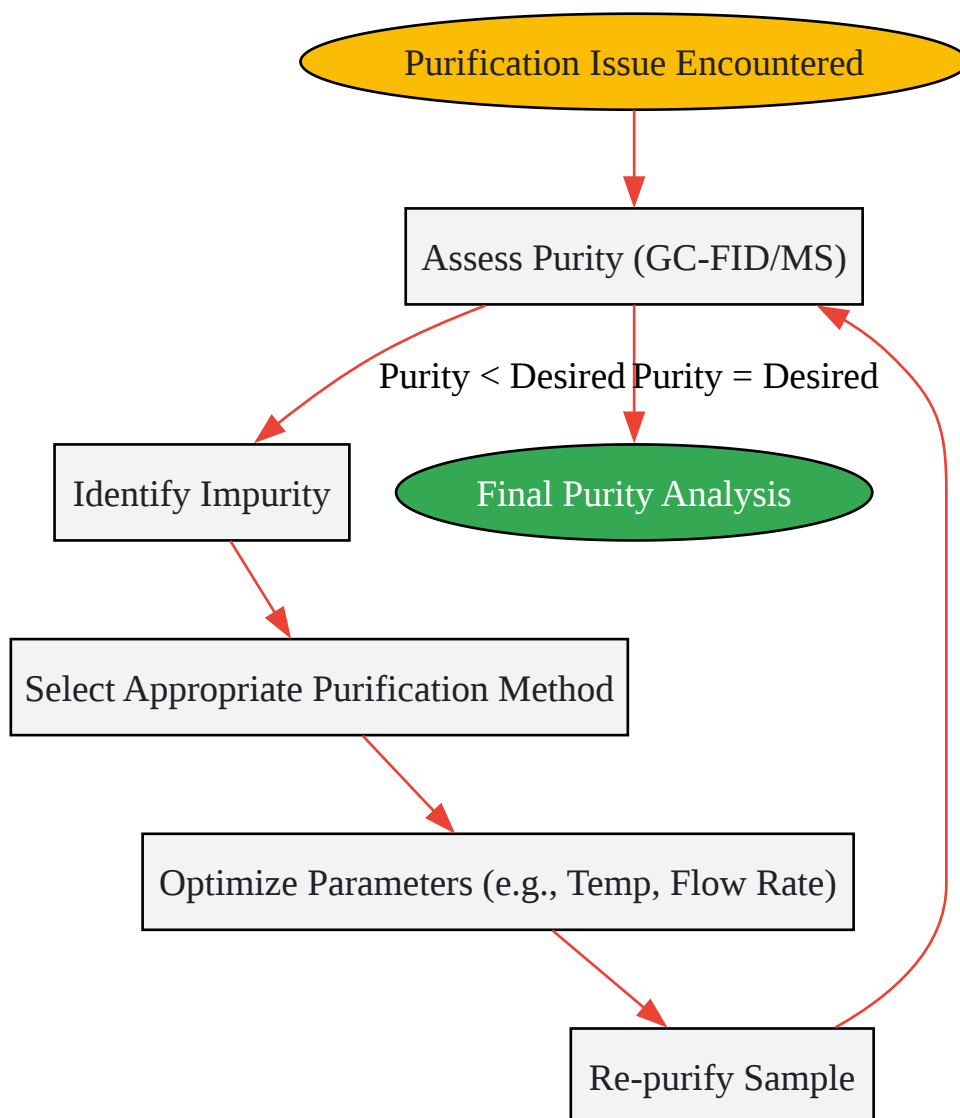 Purification Issue Encountered
Assess Purity (GC-FID/MS)
Purity < Desired
Purity = Desired
Identify Impurity
Final Purity Analysis
Select Appropriate Purification Method
Optimize Parameters (e.g., Temp, Flow Rate)
Re-purify Sample